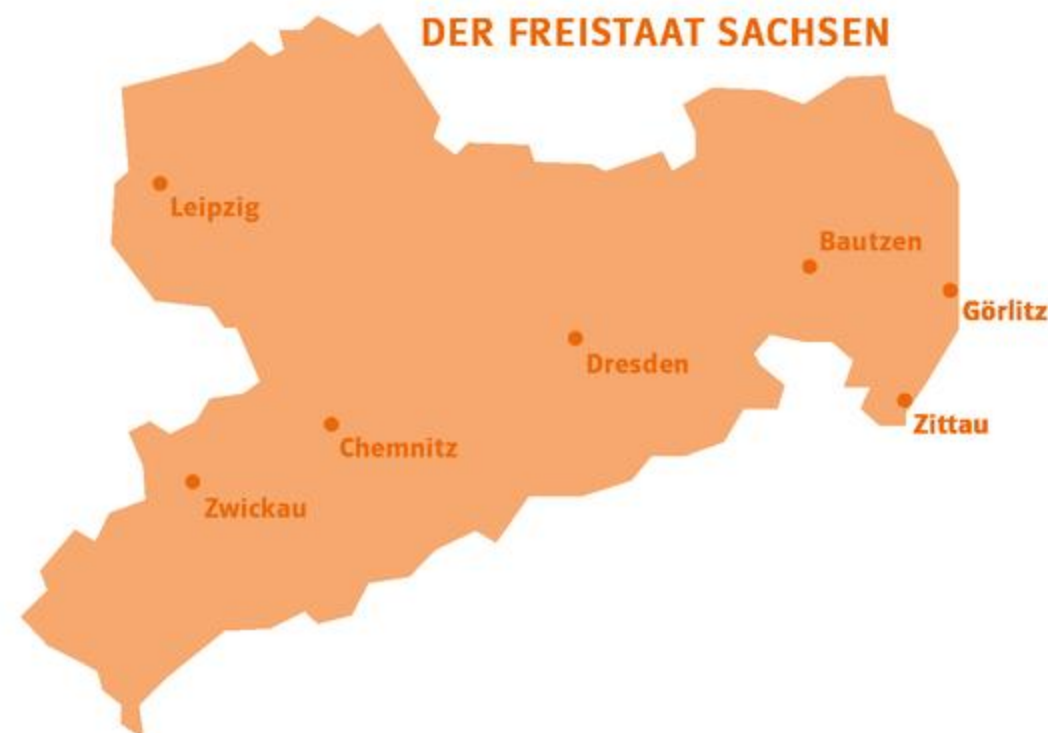 DER FREISTAAT SACHSEN
Leipzig
Bautzen
Görlitz
Dresden
Zittau
Chemnitz
Zwickau